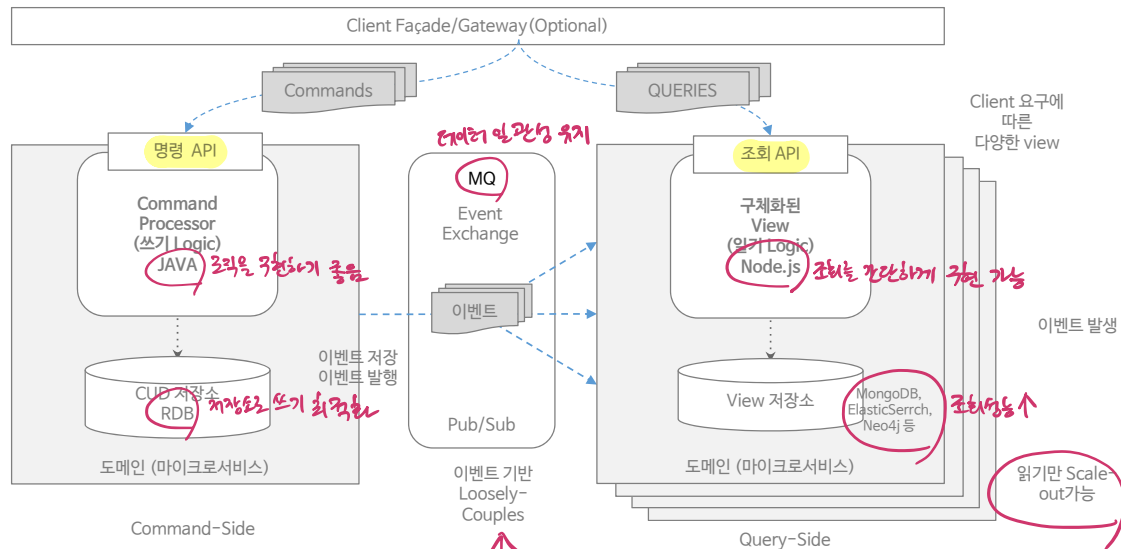 Client Façade/Gateway(Optional)
Commands
QUERIES
Client 요구에
따른
다양한 view
데이터 일관성 유지
명령 API
MQ
조회 API
Command
Processor
(쓰기 Logic)
JAVA
로직을 구현하기 좋음
Event
Exchange
구체화된
View
(읽기 Logic)
Node.js
조회를 간단하게 구현 가능
이벤트
이벤트 발생
이벤트 저장
이벤트 발행
CUD 저장소
RDB
저장소로 쓰기 최적화
Pub/Sub
View 저장소
MongoDB,
ElasticSerrch,
Neo4j 등
조회성능↑
도메인 (마이크로서비스)
이벤트 기반
Loosely-
Couples
도메인 (마이크로서비스)
읽기만 Scale-
out가능
Command-Side
Query-Side